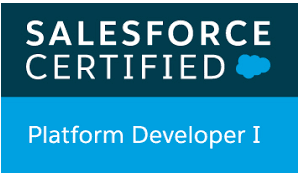 SALESFORCE
CERTIFIED
Platform Developer I